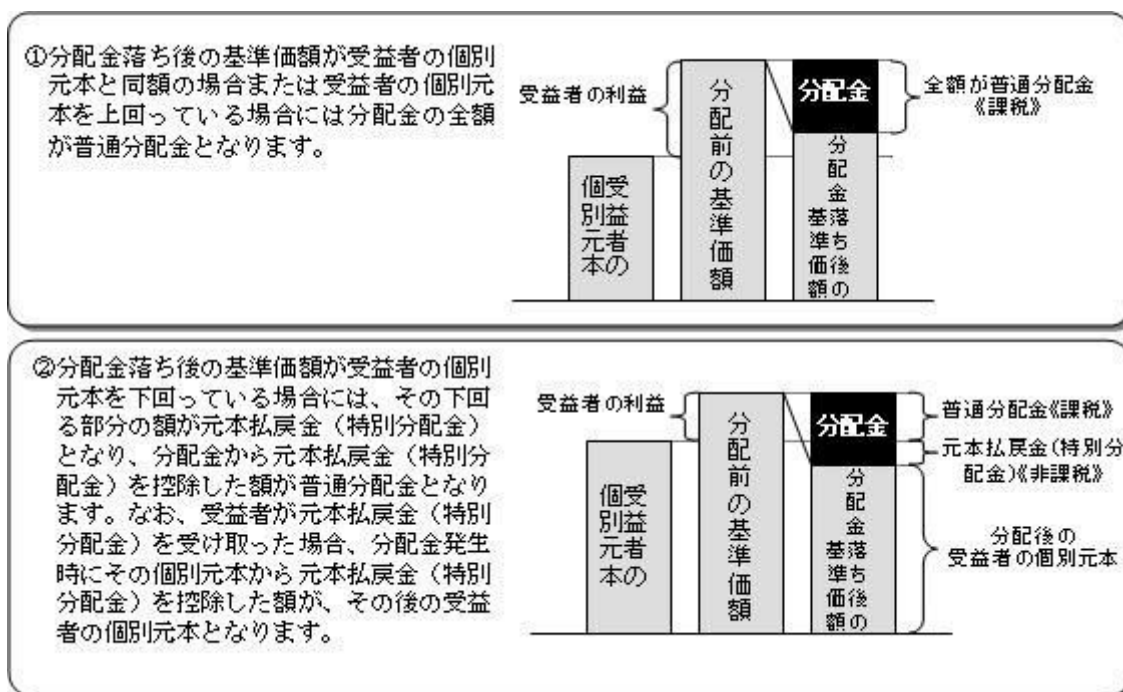 ①分配金落ち後の基準価額が受益者の個別
元本と同額の場合または受益者の個別元
本を上回っている場合には分配金の全額
が普通分配金となります。
受益者の利益
受益者の
個別元本
分配前の基準価額
分配金
分配金落ち後の
基準価額
全額が普通分配金
《課税》
②分配金落ち後の基準価額が受益者の個別
元本を下回っている場合には、その下回
る部分の額が元本払戻金（特別分配金）
となり、分配金から元本払戻金（特別分
配金）を控除した額が普通分配金となり
ます。なお、受益者が元本払戻金（特別
分配金）を受け取った場合、分配金発生
時にその個別元本から元本払戻金（特別
分配金）を控除した額が、その後の受益
者の個別元本となります。
受益者の利益
受益者の
個別元本
分配前の基準価額
分配金
分配金落ち後の
基準価額
普通分配金《課税》
元本払戻金(特別分
配金)《非課税》
分配後の
受益者の個別元本